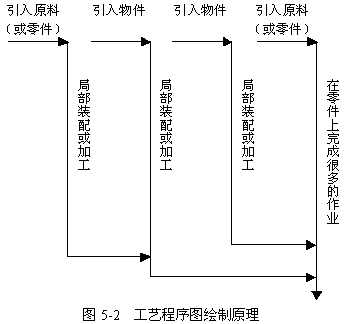 引入原料
（或零件）
引入物件
引入物件
引入原料
（或零件）
局部装配或加工
局部装配或加工
局部装配或加工
在零件上完成很多的作业
图 5-2 工艺程序图绘制原理